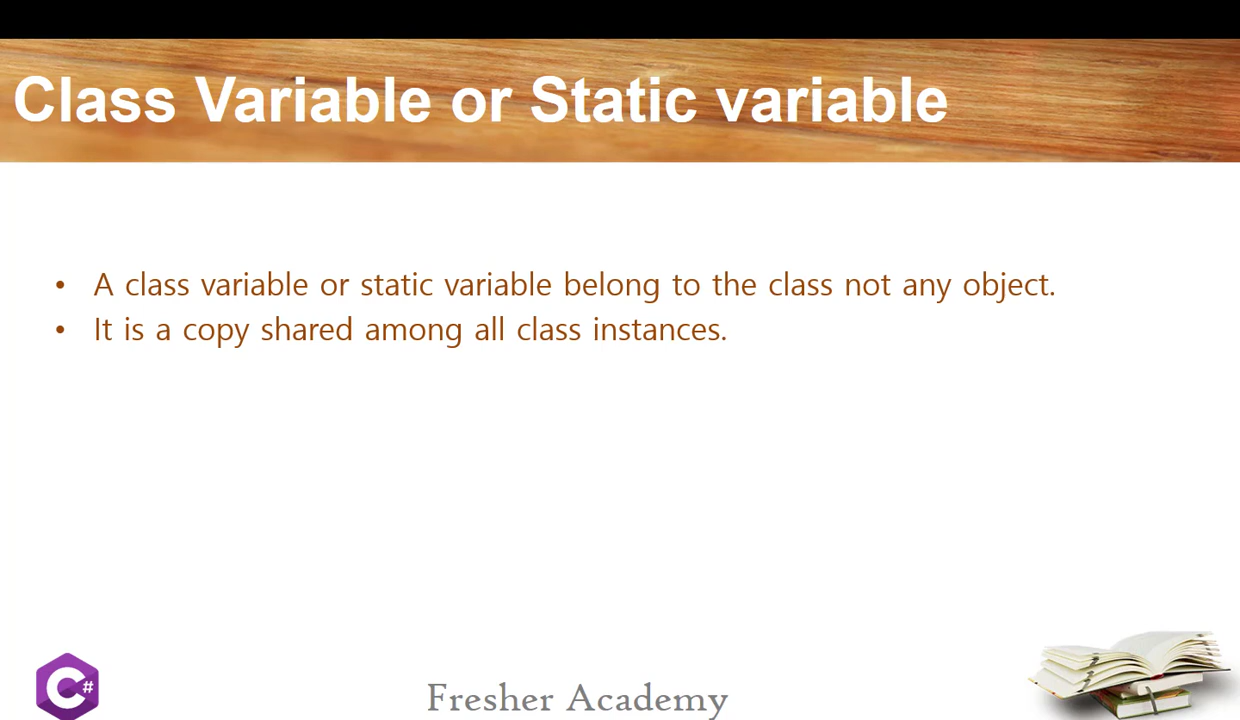 Class Variable or Static variable
• A class variable or static variable belong to the class not any object.
• It is a copy shared among all class instances.
C#
Fresher Academy